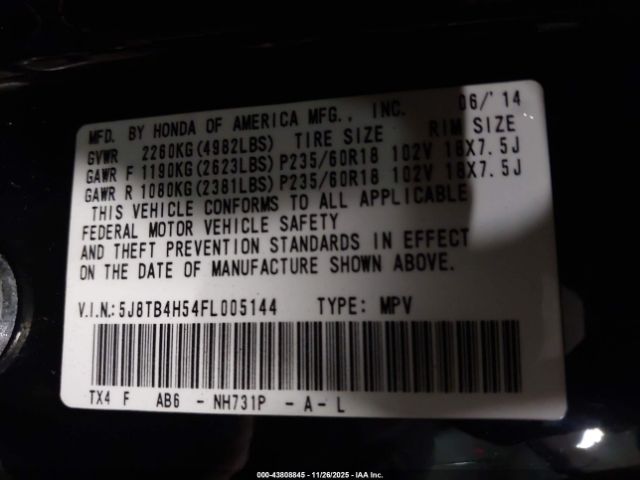 MFD. BY HONDA OF AMERICA MFG., INC. 06/'14
GVWR 2260KG(4982LBS) TIRE SIZE RIM SIZE
GAWR F 1190KG(2623LBS) P235/60R18 102V 18X7.5J
GAWR R 1080KG(2381LBS) P235/60R18 102V 18X7.5J
THIS VEHICLE CONFORMS TO ALL APPLICABLE
FEDERAL MOTOR VEHICLE SAFETY
AND THEFT PREVENTION STANDARDS IN EFFECT
ON THE DATE OF MANUFACTURE SHOWN ABOVE.
V.I.N.:5J8TB4H54FL005144 TYPE: MPV
TX4 F AB6 - NH731P - A - L
000-43808845 - 11/26/2025 - IAA Inc.